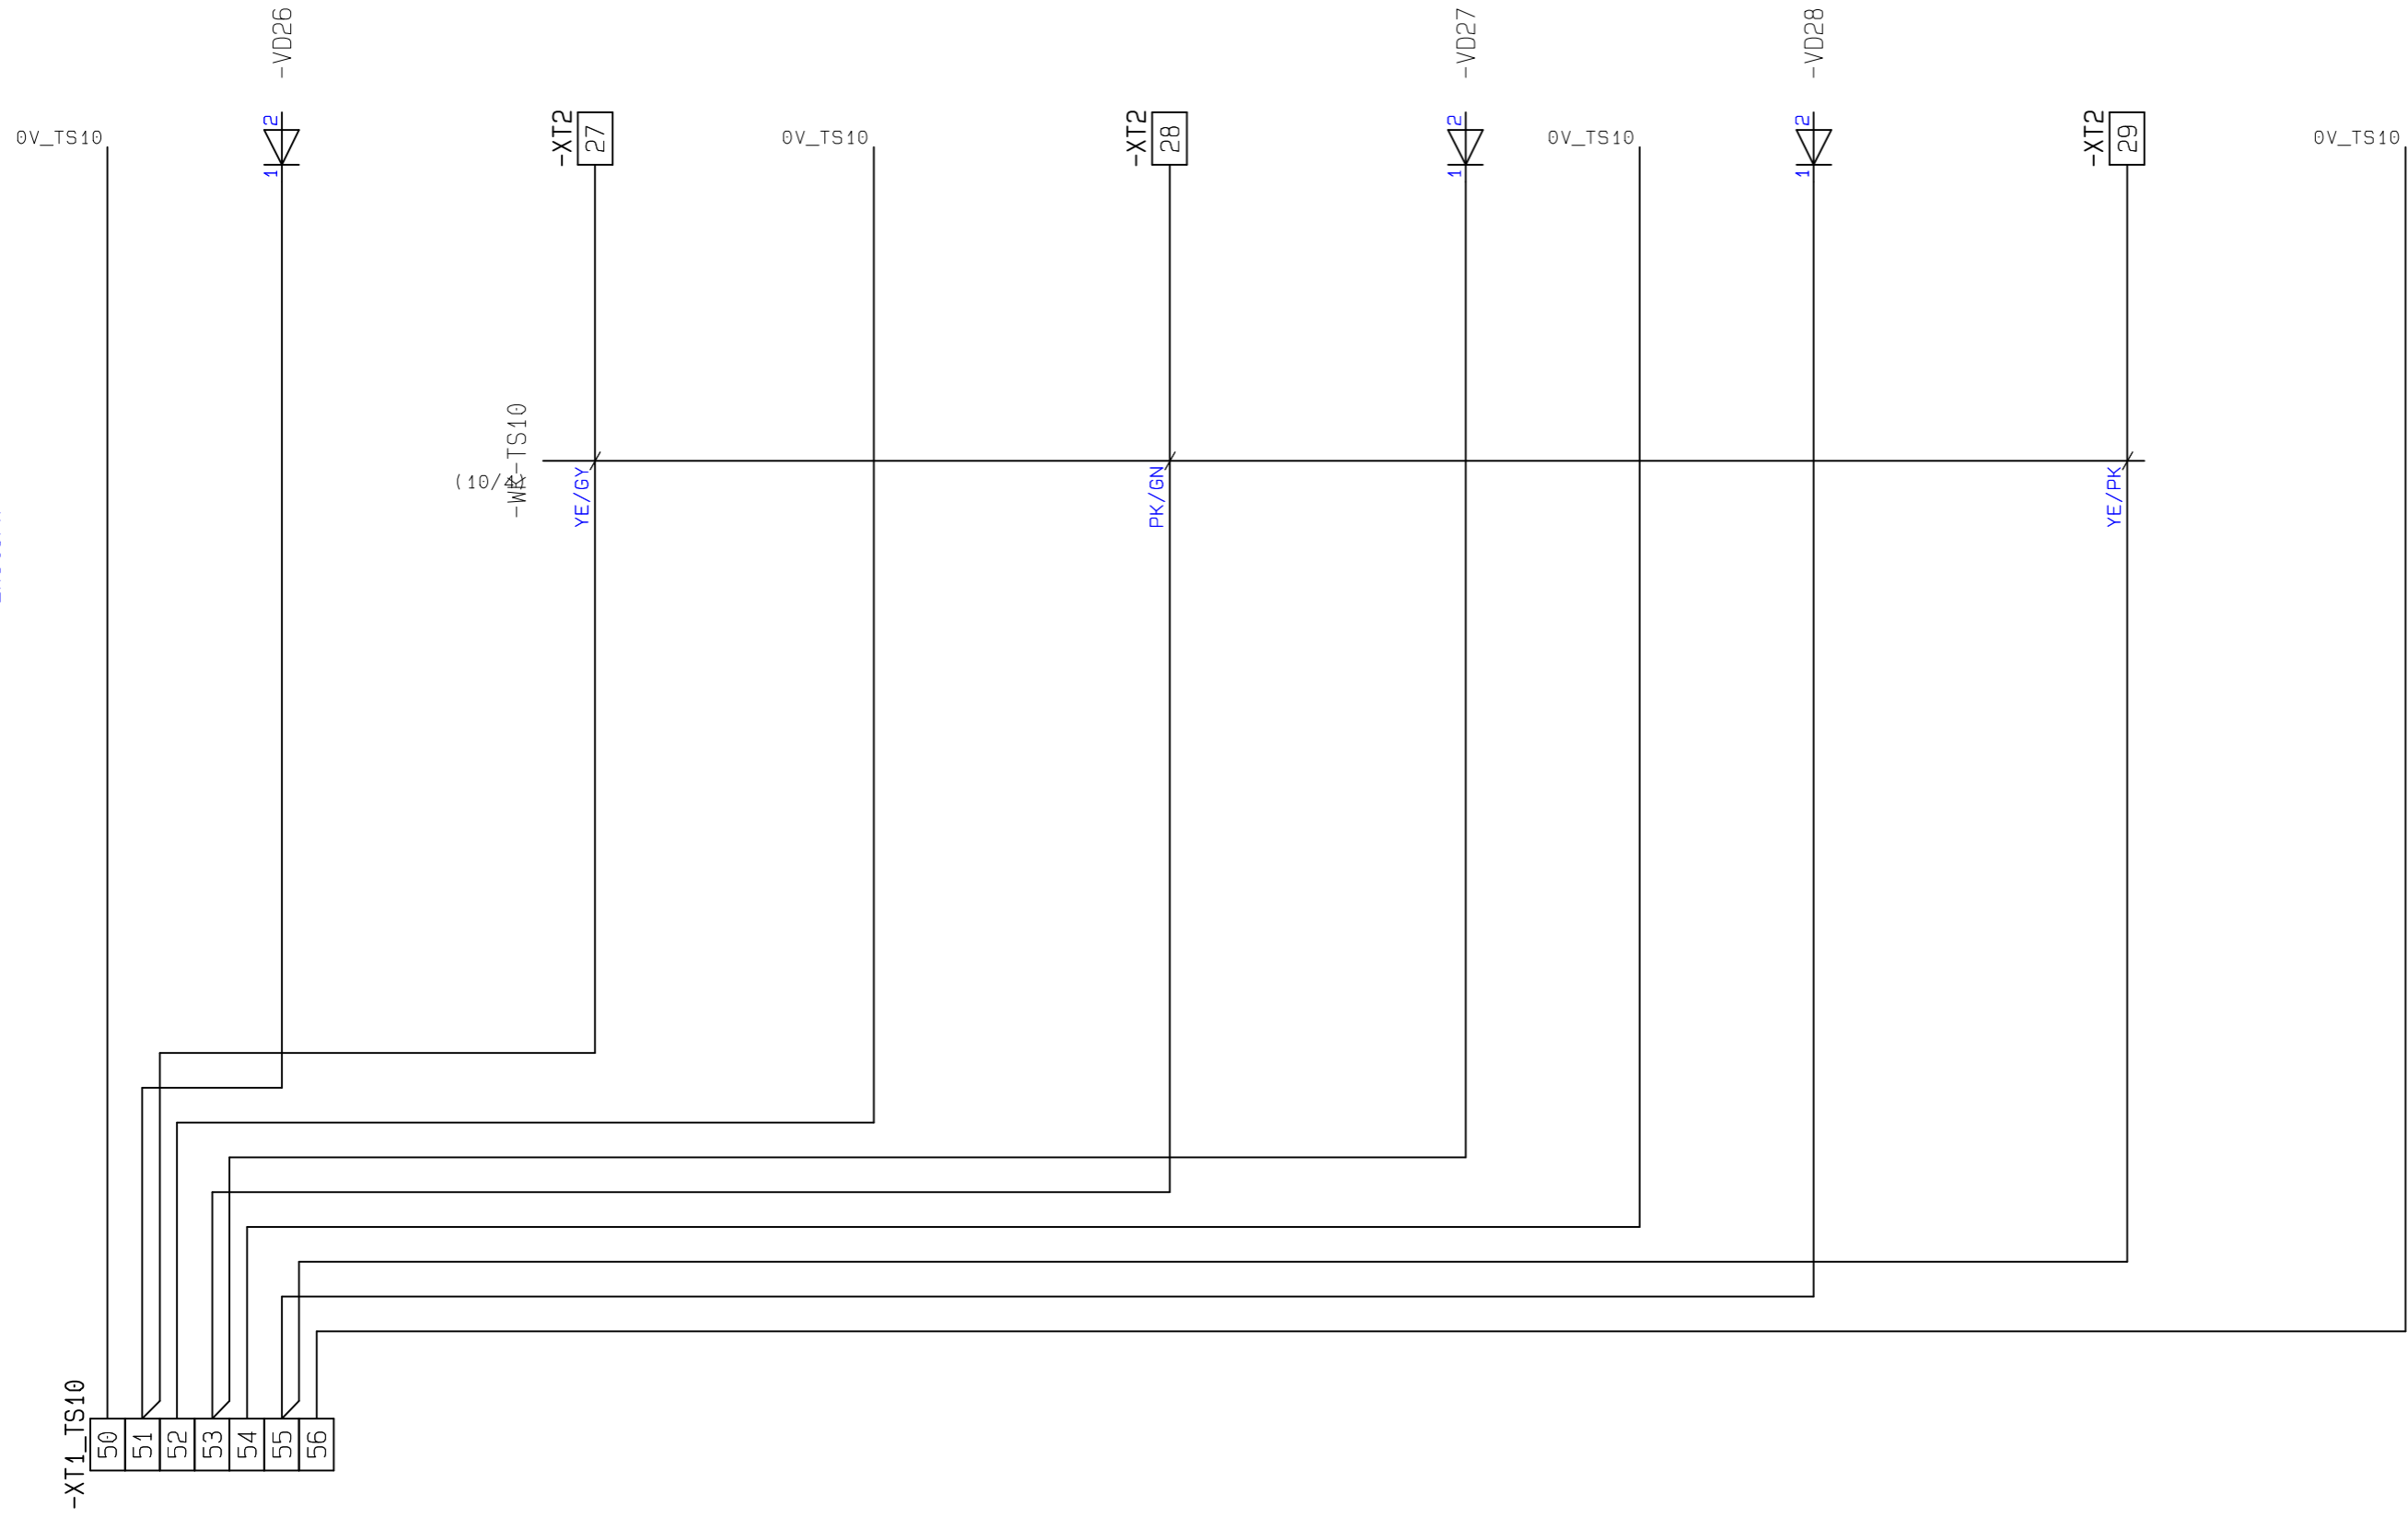 -VD26
-VD27
-VD28
0V_TS10
2
1
-XT2
27
0V_TS10
-XT2
28
2
1
0V_TS10
2
1
-XT2
29
0V_TS10
-WK-TS10
(10/4)
YE/GY
PK/GN
YE/PK
-XT1_TS10
50
51
52
53
54
55
56